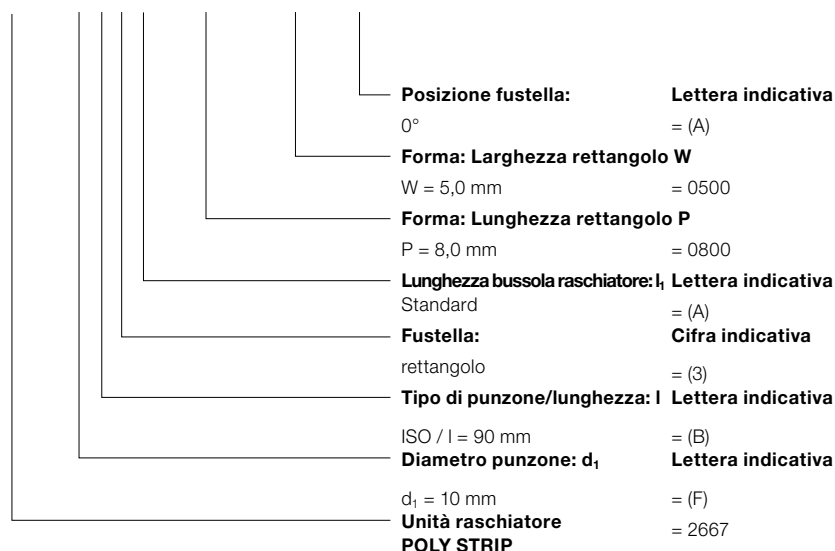 Posizione fustella: Lettera indicativa
0° = (A)
Forma: Larghezza rettangolo W
W = 5,0 mm = 0500
Forma: Lunghezza rettangolo P
P = 8,0 mm = 0800
Lunghezza bussola raschiatore: l₁ Lettera indicativa
Standard = (A)
Fustella: Cifra indicativa
rettangolo = (3)
Tipo di punzone/lunghezza: l Lettera indicativa
ISO / l = 90 mm = (B)
Diametro punzone: d₁ Lettera indicativa
d₁ = 10 mm = (F)
Unità raschiatore = 2667
POLY STRIP